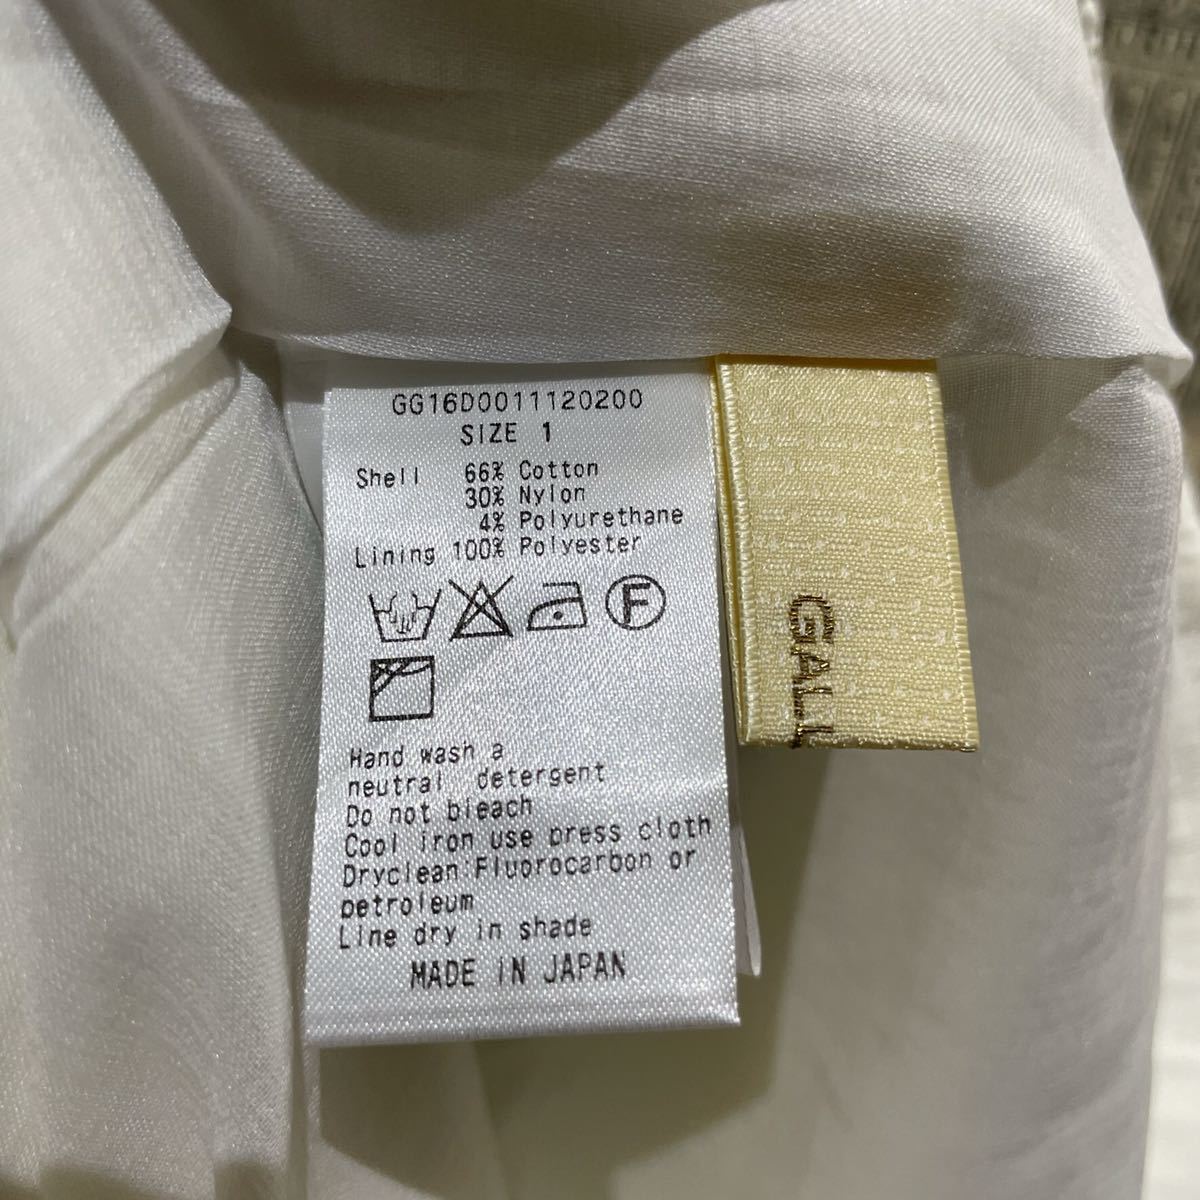 GG16D0011120200
SIZE 1
Shell 66% Cotton
30% Nylon
4% Polyurethane
Lining 100% Polyester
F
Hand wash a
neutral detergent
Do not bleach
Cool iron use press cloth
Dryclean:Fluorocarbon or
petroleum
Line dry in shade
MADE IN JAPAN
GALL